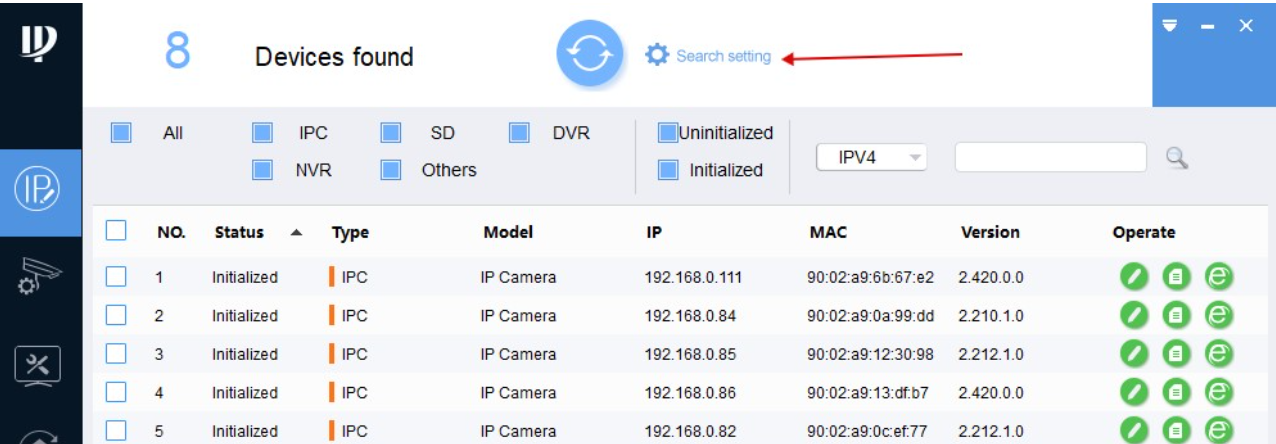 8 Devices found Search setting
All IPC SD DVR Uninitialized
NVR Others Initialized IPV4
NO. Status Type Model IP MAC Version Operate
1 Initialized IPC IP Camera 192.168.0.111 90:02:a9:6b:67:e2 2.420.0.0
2 Initialized IPC IP Camera 192.168.0.84 90:02:a9:0a:99:dd 2.210.1.0
3 Initialized IPC IP Camera 192.168.0.85 90:02:a9:12:30:98 2.212.1.0
4 Initialized IPC IP Camera 192.168.0.86 90:02:a9:13:df:b7 2.420.0.0
5 Initialized IPC IP Camera 192.168.0.82 90:02:a9:0c:ef:77 2.212.1.0
IP